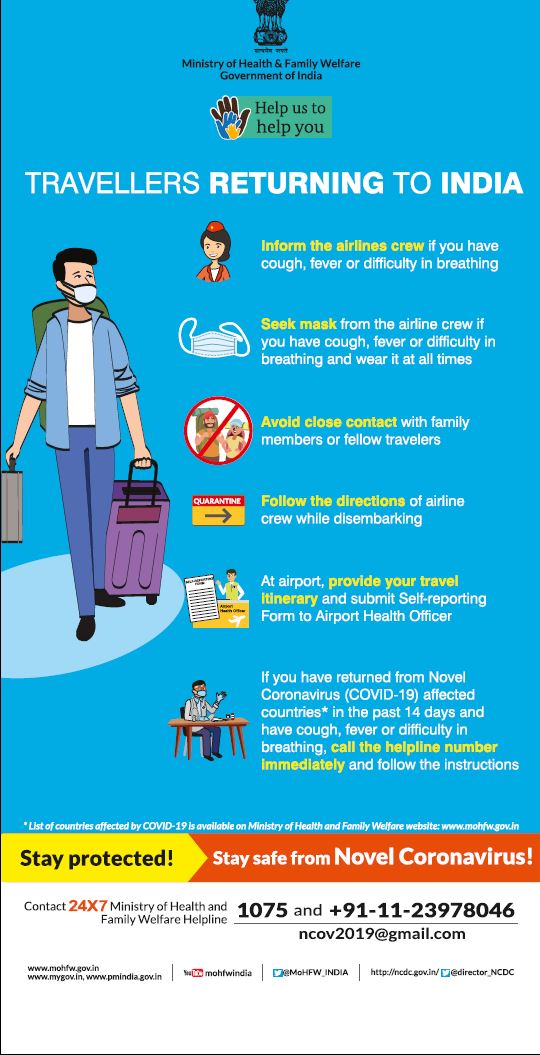 सत्यमेव जयते
Ministry of Health & Family Welfare
Government of India
Help us to
help you
TRAVELLERS RETURNING TO INDIA
Inform the airlines crew if you have
cough, fever or difficulty in breathing
Seek mask from the airline crew if
you have cough, fever or difficulty in
breathing and wear it at all times
Avoid close contact with family
members or fellow travelers
QUARANTINE
Follow the directions of airline
crew while disembarking
SELF-REPORTING
FORM
Airport
Health Officer
At airport, provide your travel
itinerary and submit Self-reporting
Form to Airport Health Officer
If you have returned from Novel
Coronavirus (COVID-19) affected
countries* in the past 14 days and
have cough, fever or difficulty in
breathing, call the helpline number
immediately and follow the instructions
* List of countries affected by COVID-19 is available on Ministry of Health and Family Welfare website: www.mohfw.gov.in
Stay protected!
Stay safe from Novel Coronavirus!
Contact 24X7 Ministry of Health and
Family Welfare Helpline
1075 and +91-11-23978046
ncov2019@gmail.com
www.mohfw.gov.in
www.mygov.in, www.pmindia.gov.in
YouTube mohfwindia
@MoHFW_INDIA
http://ncdc.gov.in/ @director_NCDC